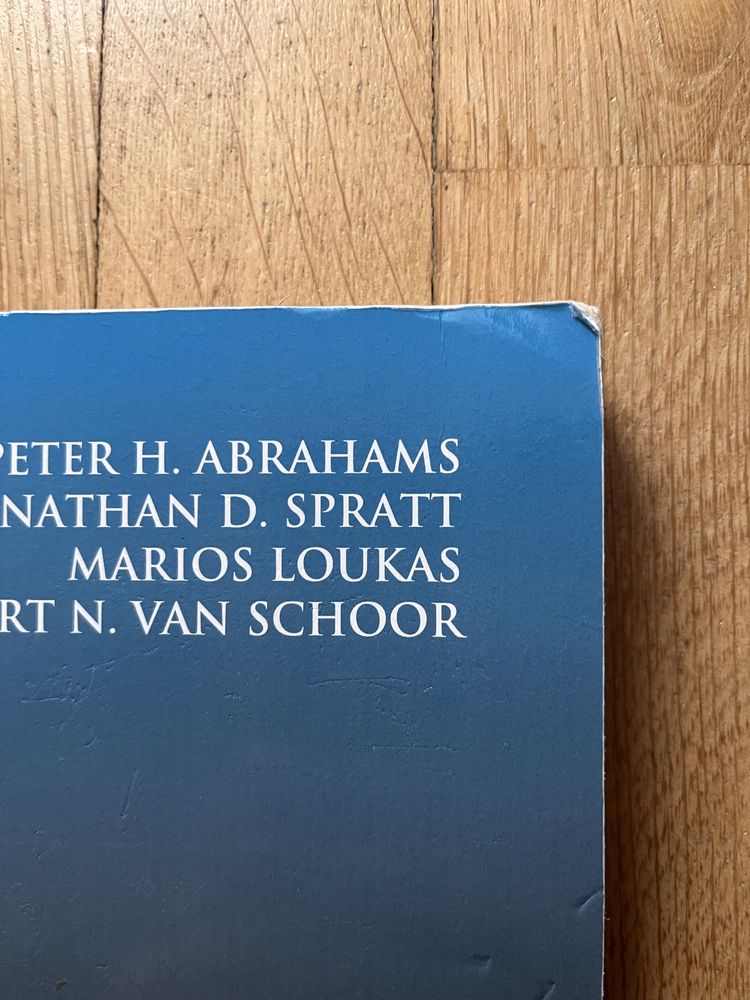 PETER H. ABRAHAMS
NATHAN D. SPRATT
MARIOS LOUKAS
RT N. VAN SCHOOR